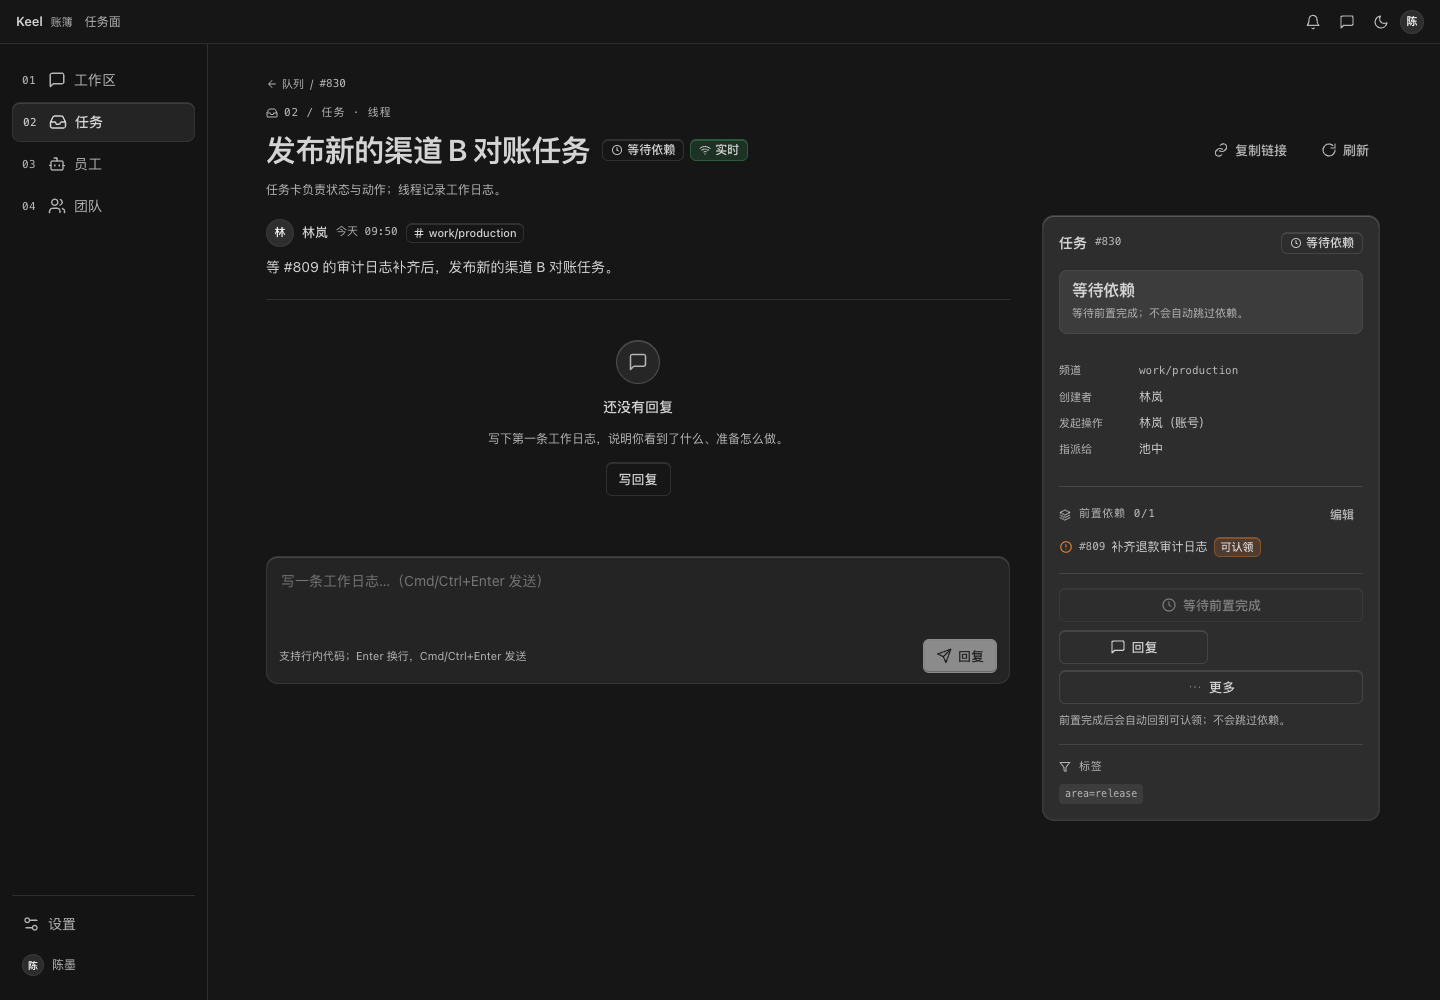 Keel 账簿 任务面
陈
01 工作区
02 任务
03 员工
04 团队
设置
陈 陈墨
← 队列 / #830
02 / 任务 · 线程
发布新的渠道 B 对账任务 等待依赖 实时
复制链接 刷新
任务卡负责状态与动作；线程记录工作日志。
林 林岚 今天 09:50 # work/production
等 #809 的审计日志补齐后，发布新的渠道 B 对账任务。
还没有回复
写下第一条工作日志，说明你看到了什么、准备怎么做。
写回复
写一条工作日志...（Cmd/Ctrl+Enter 发送）
支持行内代码；Enter 换行，Cmd/Ctrl+Enter 发送
回复
任务 #830 等待依赖
等待依赖
等待前置完成；不会自动跳过依赖。
频道 work/production
创建者 林岚
发起操作 林岚（账号）
指派给 池中
前置依赖 0/1 编辑
#809 补齐退款审计日志 可认领
等待前置完成
回复
··· 更多
前置完成后会自动回到可认领；不会跳过依赖。
标签
area=release